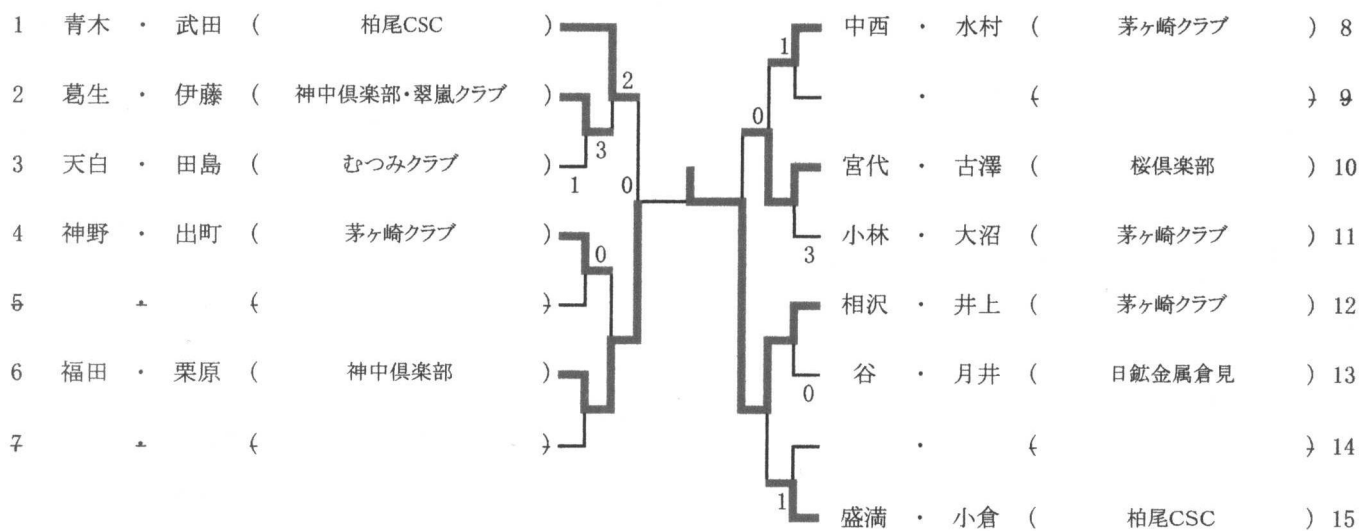 1 青木 ・ 武田 ( 柏尾CSC )
2 葛生 ・ 伊藤 ( 神中倶楽部・翠嵐クラブ )
3 天白 ・ 田島 ( むつみクラブ )
4 神野 ・ 出町 ( 茅ヶ崎クラブ )
5 ・ ( )
6 福田 ・ 栗原 ( 神中倶楽部 )
7 ・ ( )
2
3
1
0
0
1
0
3
0
1
中西 ・ 水村 ( 茅ヶ崎クラブ ) 8
・ ( ) 9
宮代 ・ 古澤 ( 桜倶楽部 ) 10
小林 ・ 大沼 ( 茅ヶ崎クラブ ) 11
相沢 ・ 井上 ( 茅ヶ崎クラブ ) 12
谷 ・ 月井 ( 日鉱金属倉見 ) 13
・ ( ) 14
盛満 ・ 小倉 ( 柏尾CSC ) 15